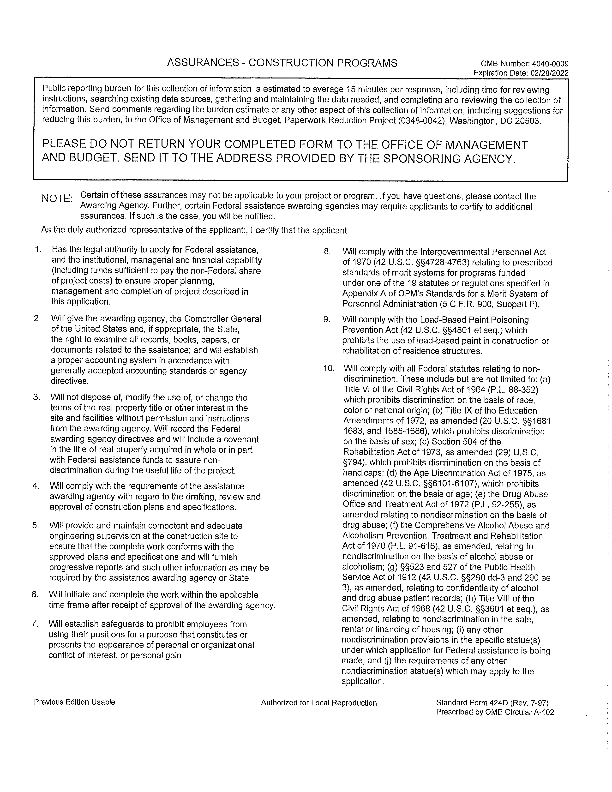 ASSURANCES - CONSTRUCTION PROGRAMS
OMB Number: 4040-0009
Expiration Date: 02/28/2022
Public reporting burden for this collection of information is estimated to average 15 minutes per response, including time for reviewing
instructions, searching existing data sources, gathering and maintaining the data needed, and completing and reviewing the collection of
information. Send comments regarding the burden estimate or any other aspect of this collection of information, including suggestions for
reducing this burden, to the Office of Management and Budget, Paperwork Reduction Project (0348-0042), Washington, DC 20503.
PLEASE DO NOT RETURN YOUR COMPLETED FORM TO THE OFFICE OF MANAGEMENT
AND BUDGET. SEND IT TO THE ADDRESS PROVIDED BY THE SPONSORING AGENCY.
NOTE: Certain of these assurances may not be applicable to your project or program. If you have questions, please contact the
Awarding Agency. Further, certain Federal assistance awarding agencies may require applicants to certify to additional
assurances. If such is the case, you will be notified.
As the duly authorized representative of the applicant:, I certify that the applicant:
1. Has the legal authority to apply for Federal assistance,
and the institutional, managerial and financial capability
(including funds sufficient to pay the non-Federal share
of project costs) to ensure proper planning,
management and completion of project described in
this application.
2. Will give the awarding agency, the Comptroller General
of the United States and, if appropriate, the State,
the right to examine all records, books, papers, or
documents related to the assistance; and will establish
a proper accounting system in accordance with
generally accepted accounting standards or agency
directives.
3. Will not dispose of, modify the use of, or change the
terms of the real property title or other interest in the
site and facilities without permission and instructions
from the awarding agency. Will record the Federal
awarding agency directives and will include a covenant
in the title of real property acquired in whole or in part
with Federal assistance funds to assure non-
discrimination during the useful life of the project.
4. Will comply with the requirements of the assistance
awarding agency with regard to the drafting, review and
approval of construction plans and specifications.
5. Will provide and maintain competent and adequate
engineering supervision at the construction site to
ensure that the complete work conforms with the
approved plans and specifications and will furnish
progressive reports and such other information as may be
required by the assistance awarding agency or State.
6. Will initiate and complete the work within the applicable
time frame after receipt of approval of the awarding agency.
7. Will establish safeguards to prohibit employees from
using their positions for a purpose that constitutes or
presents the appearance of personal or organizational
conflict of interest, or personal gain.
8. Will comply with the Intergovernmental Personnel Act
of 1970 (42 U.S.C. §§4728-4763) relating to prescribed
standards of merit systems for programs funded
under one of the 19 statutes or regulations specified in
Appendix A of OPM's Standards for a Merit System of
Personnel Administration (5 C.F.R. 900, Subpart F).
9. Will comply with the Lead-Based Paint Poisoning
Prevention Act (42 U.S.C. §§4801 et seq.) which
prohibits the use of lead-based paint in construction or
rehabilitation of residence structures.
10. Will comply with all Federal statutes relating to non-
discrimination. These include but are not limited to: (a)
Title VI of the Civil Rights Act of 1964 (P.L. 88-352)
which prohibits discrimination on the basis of race,
color or national origin; (b) Title IX of the Education
Amendments of 1972, as amended (20 U.S.C. §§1681
1683, and 1685-1686), which prohibits discrimination
on the basis of sex; (c) Section 504 of the
Rehabilitation Act of 1973, as amended (29) U.S.C.
§794), which prohibits discrimination on the basis of
handicaps; (d) the Age Discrimination Act of 1975, as
amended (42 U.S.C. §§6101-6107), which prohibits
discrimination on the basis of age; (e) the Drug Abuse
Office and Treatment Act of 1972 (P.L. 92-255), as
amended relating to nondiscrimination on the basis of
drug abuse; (f) the Comprehensive Alcohol Abuse and
Alcoholism Prevention, Treatment and Rehabilitation
Act of 1970 (P.L. 91-616), as amended, relating to
nondiscrimination on the basis of alcohol abuse or
alcoholism; (g) §§523 and 527 of the Public Health
Service Act of 1912 (42 U.S.C. §§290 dd-3 and 290 ee
3), as amended, relating to confidentiality of alcohol
and drug abuse patient records; (h) Title VIII of the
Civil Rights Act of 1968 (42 U.S.C. §§3601 et seq.), as
amended, relating to nondiscrimination in the sale,
rental or financing of housing; (i) any other
nondiscrimination provisions in the specific statue(s)
under which application for Federal assistance is being
made; and (j) the requirements of any other
nondiscrimination statue(s) which may apply to the
application.
Previous Edition Usable
Authorized for Local Reproduction
Standard Form 424D (Rev. 7-97)
Prescribed by OMB Circular A-102